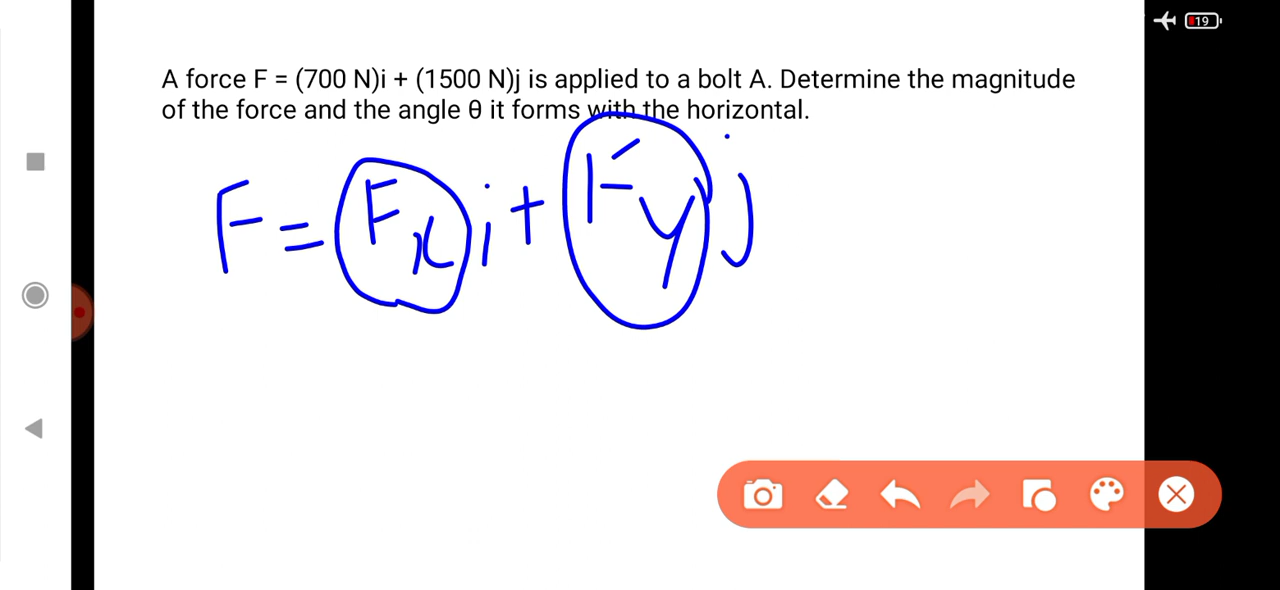 19
A force F = (700 N)i + (1500 N)j is applied to a bolt A. Determine the magnitude
of the force and the angle θ it forms with the horizontal.
F = Fx i + Fy j